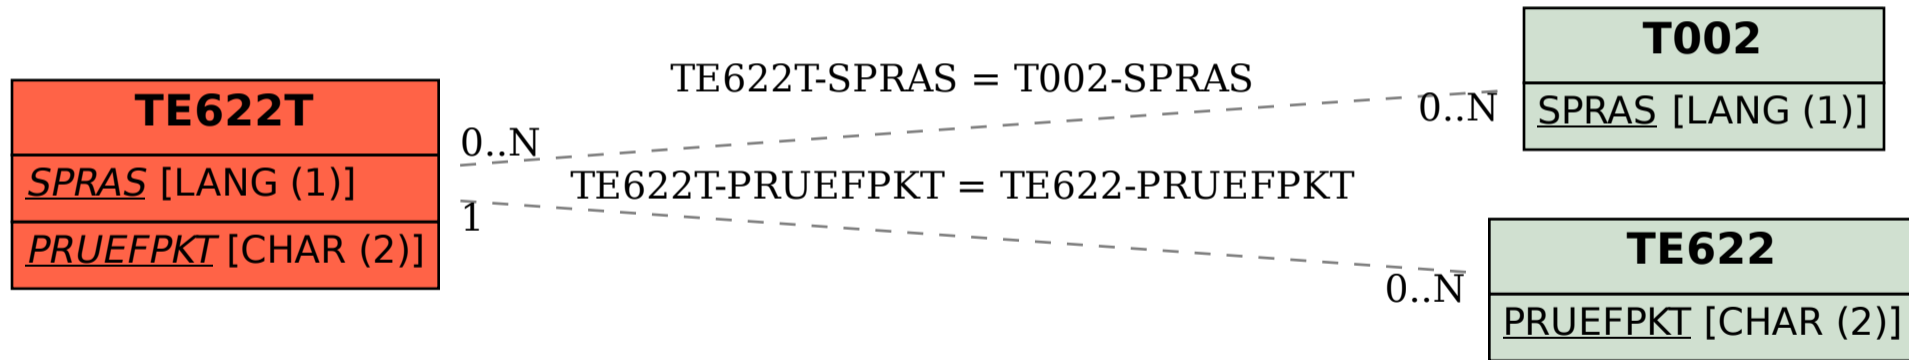 TE622T
SPRAS [LANG (1)]
PRUEFPKT [CHAR (2)]
TE622T-SPRAS = T002-SPRAS
0..N
0..N
TE622T-PRUEFPKT = TE622-PRUEFPKT
1
0..N
T002
SPRAS [LANG (1)]
TE622
PRUEFPKT [CHAR (2)]